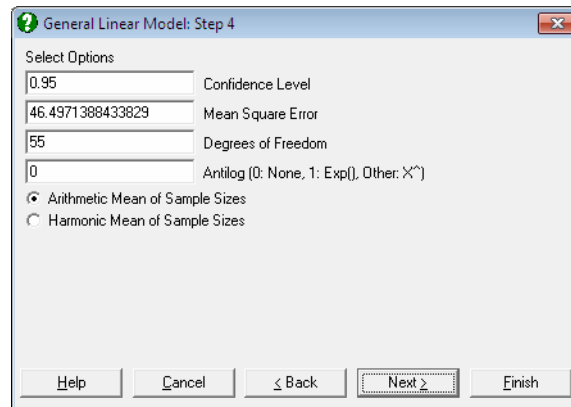 General Linear Model: Step 4
Select Options
0.95 Confidence Level
46.4971388433829 Mean Square Error
55 Degrees of Freedom
0 Antilog (0: None, 1: Exp(), Other: X^)
Arithmetic Mean of Sample Sizes
Harmonic Mean of Sample Sizes
Help Cancel < Back Next > Finish